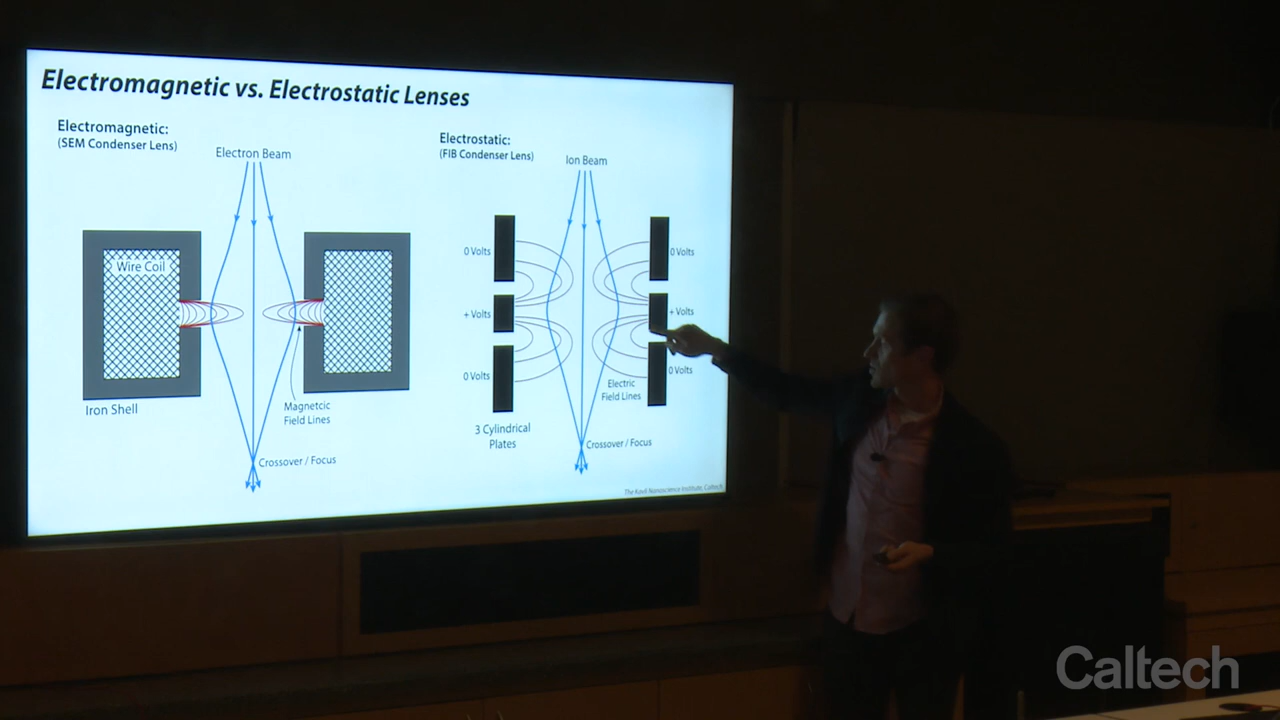 Electromagnetic vs. Electrostatic Lenses
Electromagnetic:
(SEM Condenser Lens)
Electron Beam
Wire Coil
Iron Shell
Magnetcic
Field Lines
Crossover / Focus
Electrostatic:
(FIB Condenser Lens)
Ion Beam
0 Volts
0 Volts
+ Volts
+ Volts
0 Volts
0 Volts
Electric
Field Lines
3 Cylindrical
Plates
Crossover / Focus
The Kavli Nanoscience Institute, Caltech
Caltech